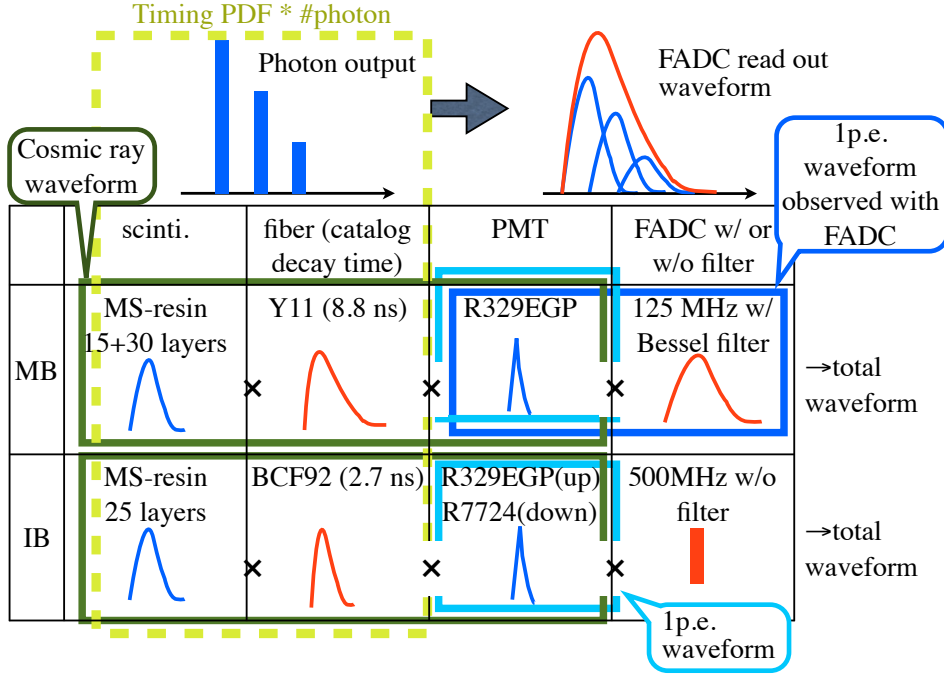 Timing PDF * #photon
Photon output
FADC read out
waveform
Cosmic ray
waveform
1p.e.
waveform
observed with
FADC
scinti.
fiber (catalog
decay time)
PMT
FADC w/ or
w/o filter
MB
MS-resin
15+30 layers
×
Y11 (8.8 ns)
×
R329EGP
×
125 MHz w/
Bessel filter
→total
waveform
IB
MS-resin
25 layers
×
BCF92 (2.7 ns)
×
R329EGP(up)
R7724(down)
×
500MHz w/o
filter
→total
waveform
1p.e.
waveform